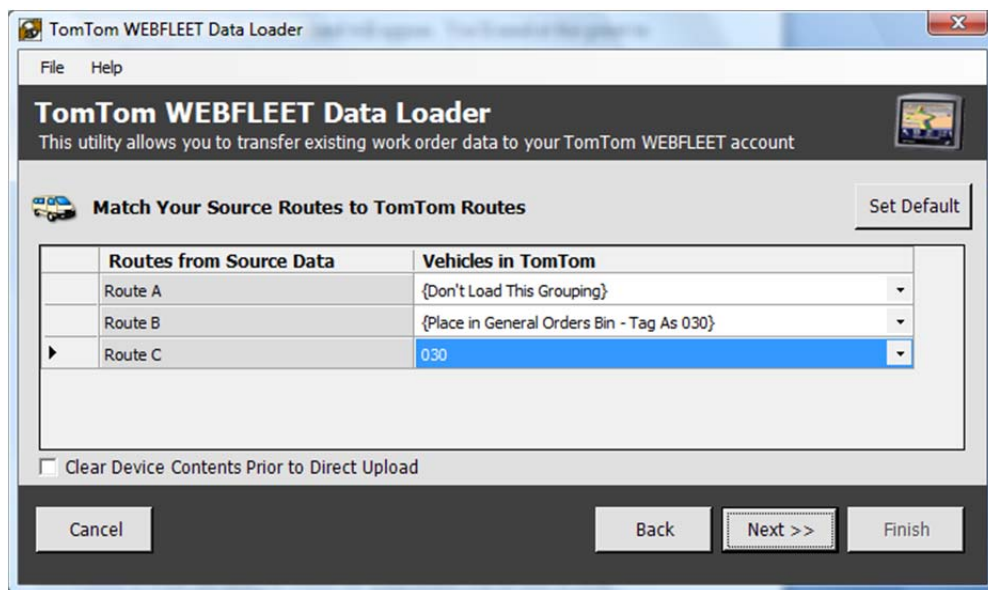 TomTom WEBFLEET Data Loader
File Help
TomTom WEBFLEET Data Loader
This utility allows you to transfer existing work order data to your TomTom WEBFLEET account
Match Your Source Routes to TomTom Routes
Set Default
Routes from Source Data Vehicles in TomTom
Route A {Don't Load This Grouping}
Route B {Place in General Orders Bin - Tag As 030}
Route C 030
Clear Device Contents Prior to Direct Upload
Cancel Back Next >> Finish